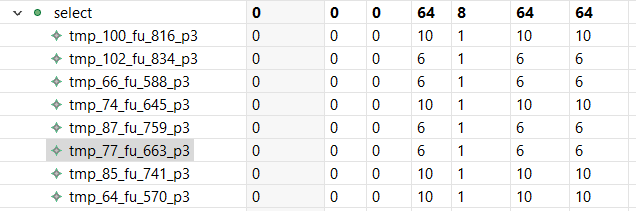 select 0 0 0 64 8 64 64
tmp_100_fu_816_p3 0 0 0 10 1 10 10
tmp_102_fu_834_p3 0 0 0 6 1 6 6
tmp_66_fu_588_p3 0 0 0 6 1 6 6
tmp_74_fu_645_p3 0 0 0 10 1 10 10
tmp_87_fu_759_p3 0 0 0 6 1 6 6
tmp_77_fu_663_p3 0 0 0 6 1 6 6
tmp_85_fu_741_p3 0 0 0 10 1 10 10
tmp_64_fu_570_p3 0 0 0 10 1 10 10